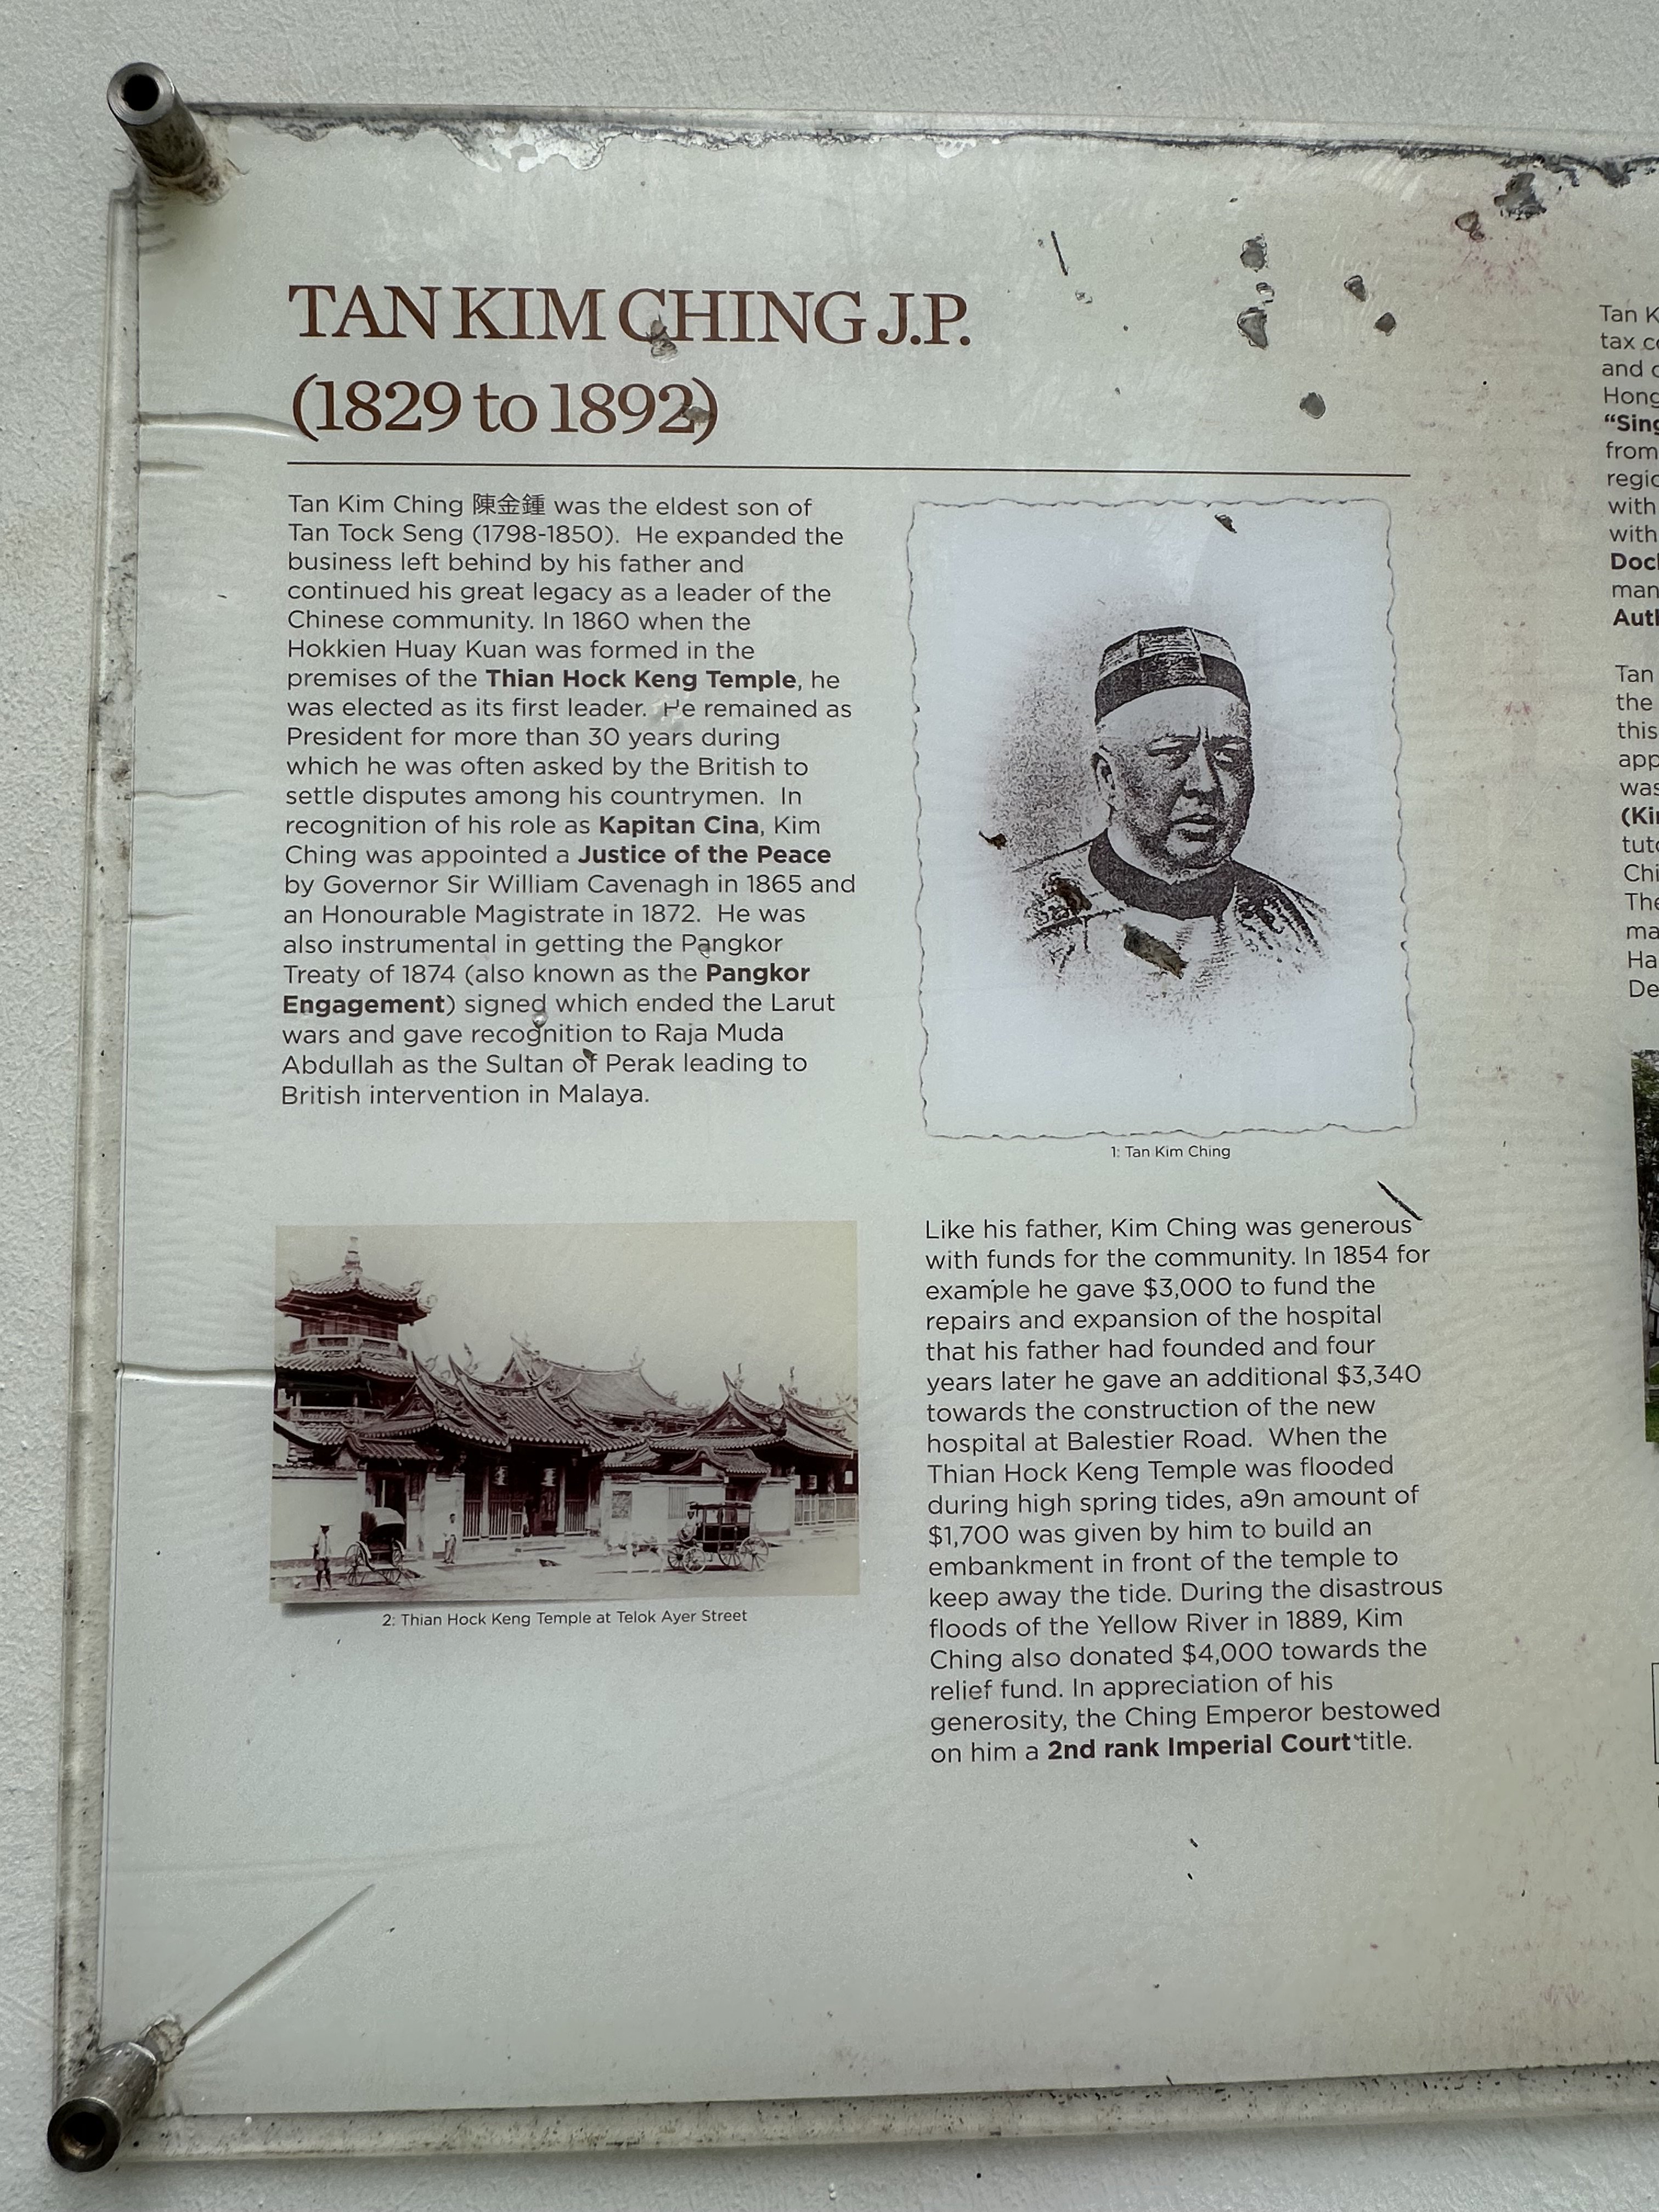 TAN KIM CHING J.P.
(1829 to 1892)
Tan Kim Ching 陳金鍾 was the eldest son of
Tan Tock Seng (1798-1850). He expanded the
business left behind by his father and
continued his great legacy as a leader of the
Chinese community. In 1860 when the
Hokkien Huay Kuan was formed in the
premises of the Thian Hock Keng Temple, he
was elected as its first leader. He remained as
President for more than 30 years during
which he was often asked by the British to
settle disputes among his countrymen. In
recognition of his role as Kapitan Cina, Kim
Ching was appointed a Justice of the Peace
by Governor Sir William Cavenagh in 1865 and
an Honourable Magistrate in 1872. He was
also instrumental in getting the Pangkor
Treaty of 1874 (also known as the Pangkor
Engagement) signed which ended the Larut
wars and gave recognition to Raja Muda
Abdullah as the Sultan of Perak leading to
British intervention in Malaya.
2: Thian Hock Keng Temple at Telok Ayer Street
1: Tan Kim Ching
Like his father, Kim Ching was generous
with funds for the community. In 1854 for
example he gave $3,000 to fund the
repairs and expansion of the hospital
that his father had founded and four
years later he gave an additional $3,340
towards the construction of the new
hospital at Balestier Road. When the
Thian Hock Keng Temple was flooded
during high spring tides, a9n amount of
$1,700 was given by him to build an
embankment in front of the temple to
keep away the tide. During the disastrous
floods of the Yellow River in 1889, Kim
Ching also donated $4,000 towards the
relief fund. In appreciation of his
generosity, the Ching Emperor bestowed
on him a 2nd rank Imperial Court title.
Tan
tax
and
Hong
from
with
with
Tan
the
this